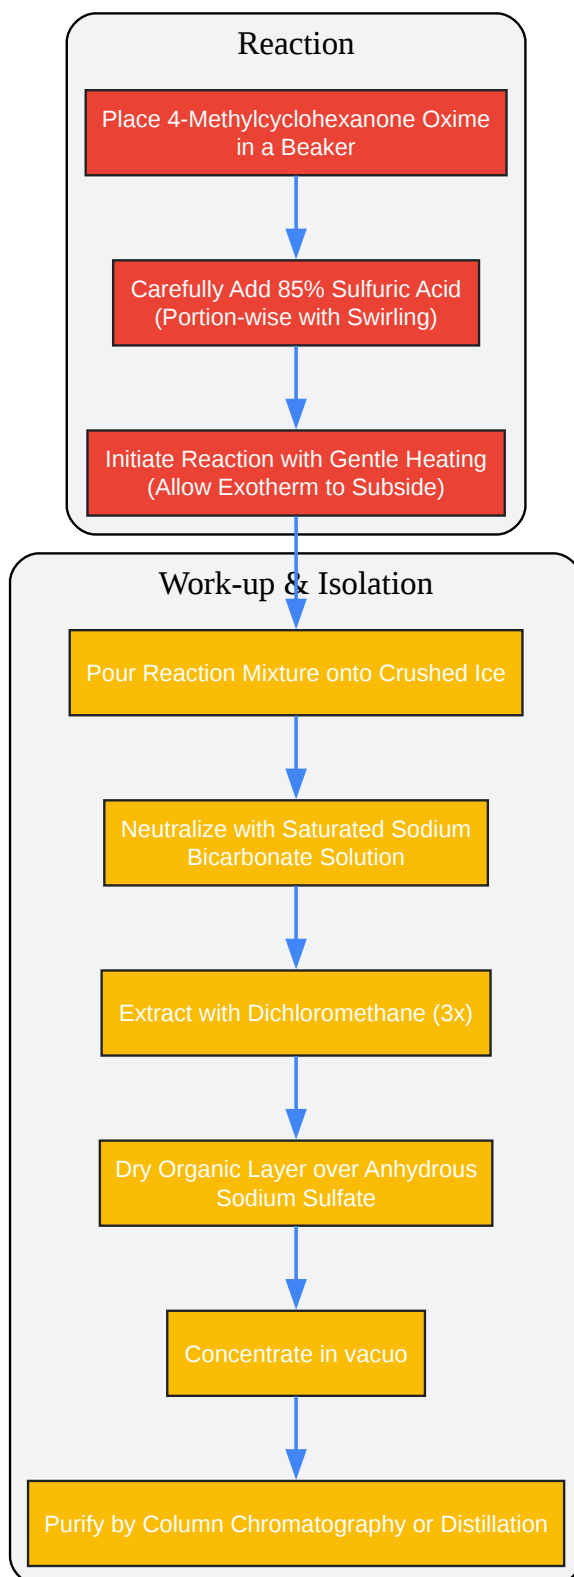 Reaction
Place 4-Methylcyclohexanone Oxime
in a Beaker
Carefully Add 85% Sulfuric Acid
(Portion-wise with Swirling)
Initiate Reaction with Gentle Heating
(Allow Exotherm to Subside)
Work-up & Isolation
Pour Reaction Mixture onto Crushed Ice
Neutralize with Saturated Sodium
Bicarbonate Solution
Extract with Dichloromethane (3x)
Dry Organic Layer over Anhydrous
Sodium Sulfate
Concentrate in vacuo
Purify by Column Chromatography or Distillation